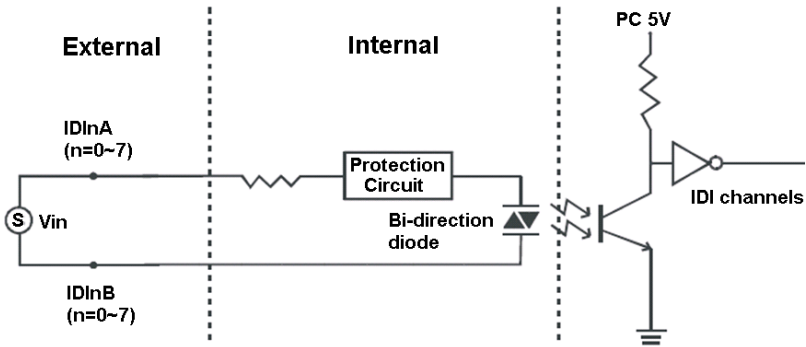 External
Internal
PC 5V
IDInA
(n=0~7)
Protection
Circuit
IDI channels
S
Vin
Bi-direction
diode
IDInB
(n=0~7)